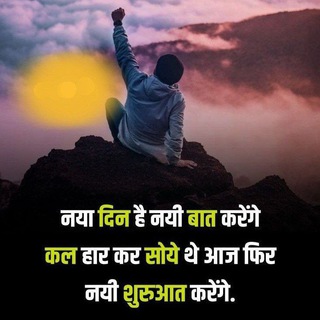 नया दिन है नयी बात करेंगे
कल हार कर सोये थे आज फिर
नयी शुरुआत करेंगे.